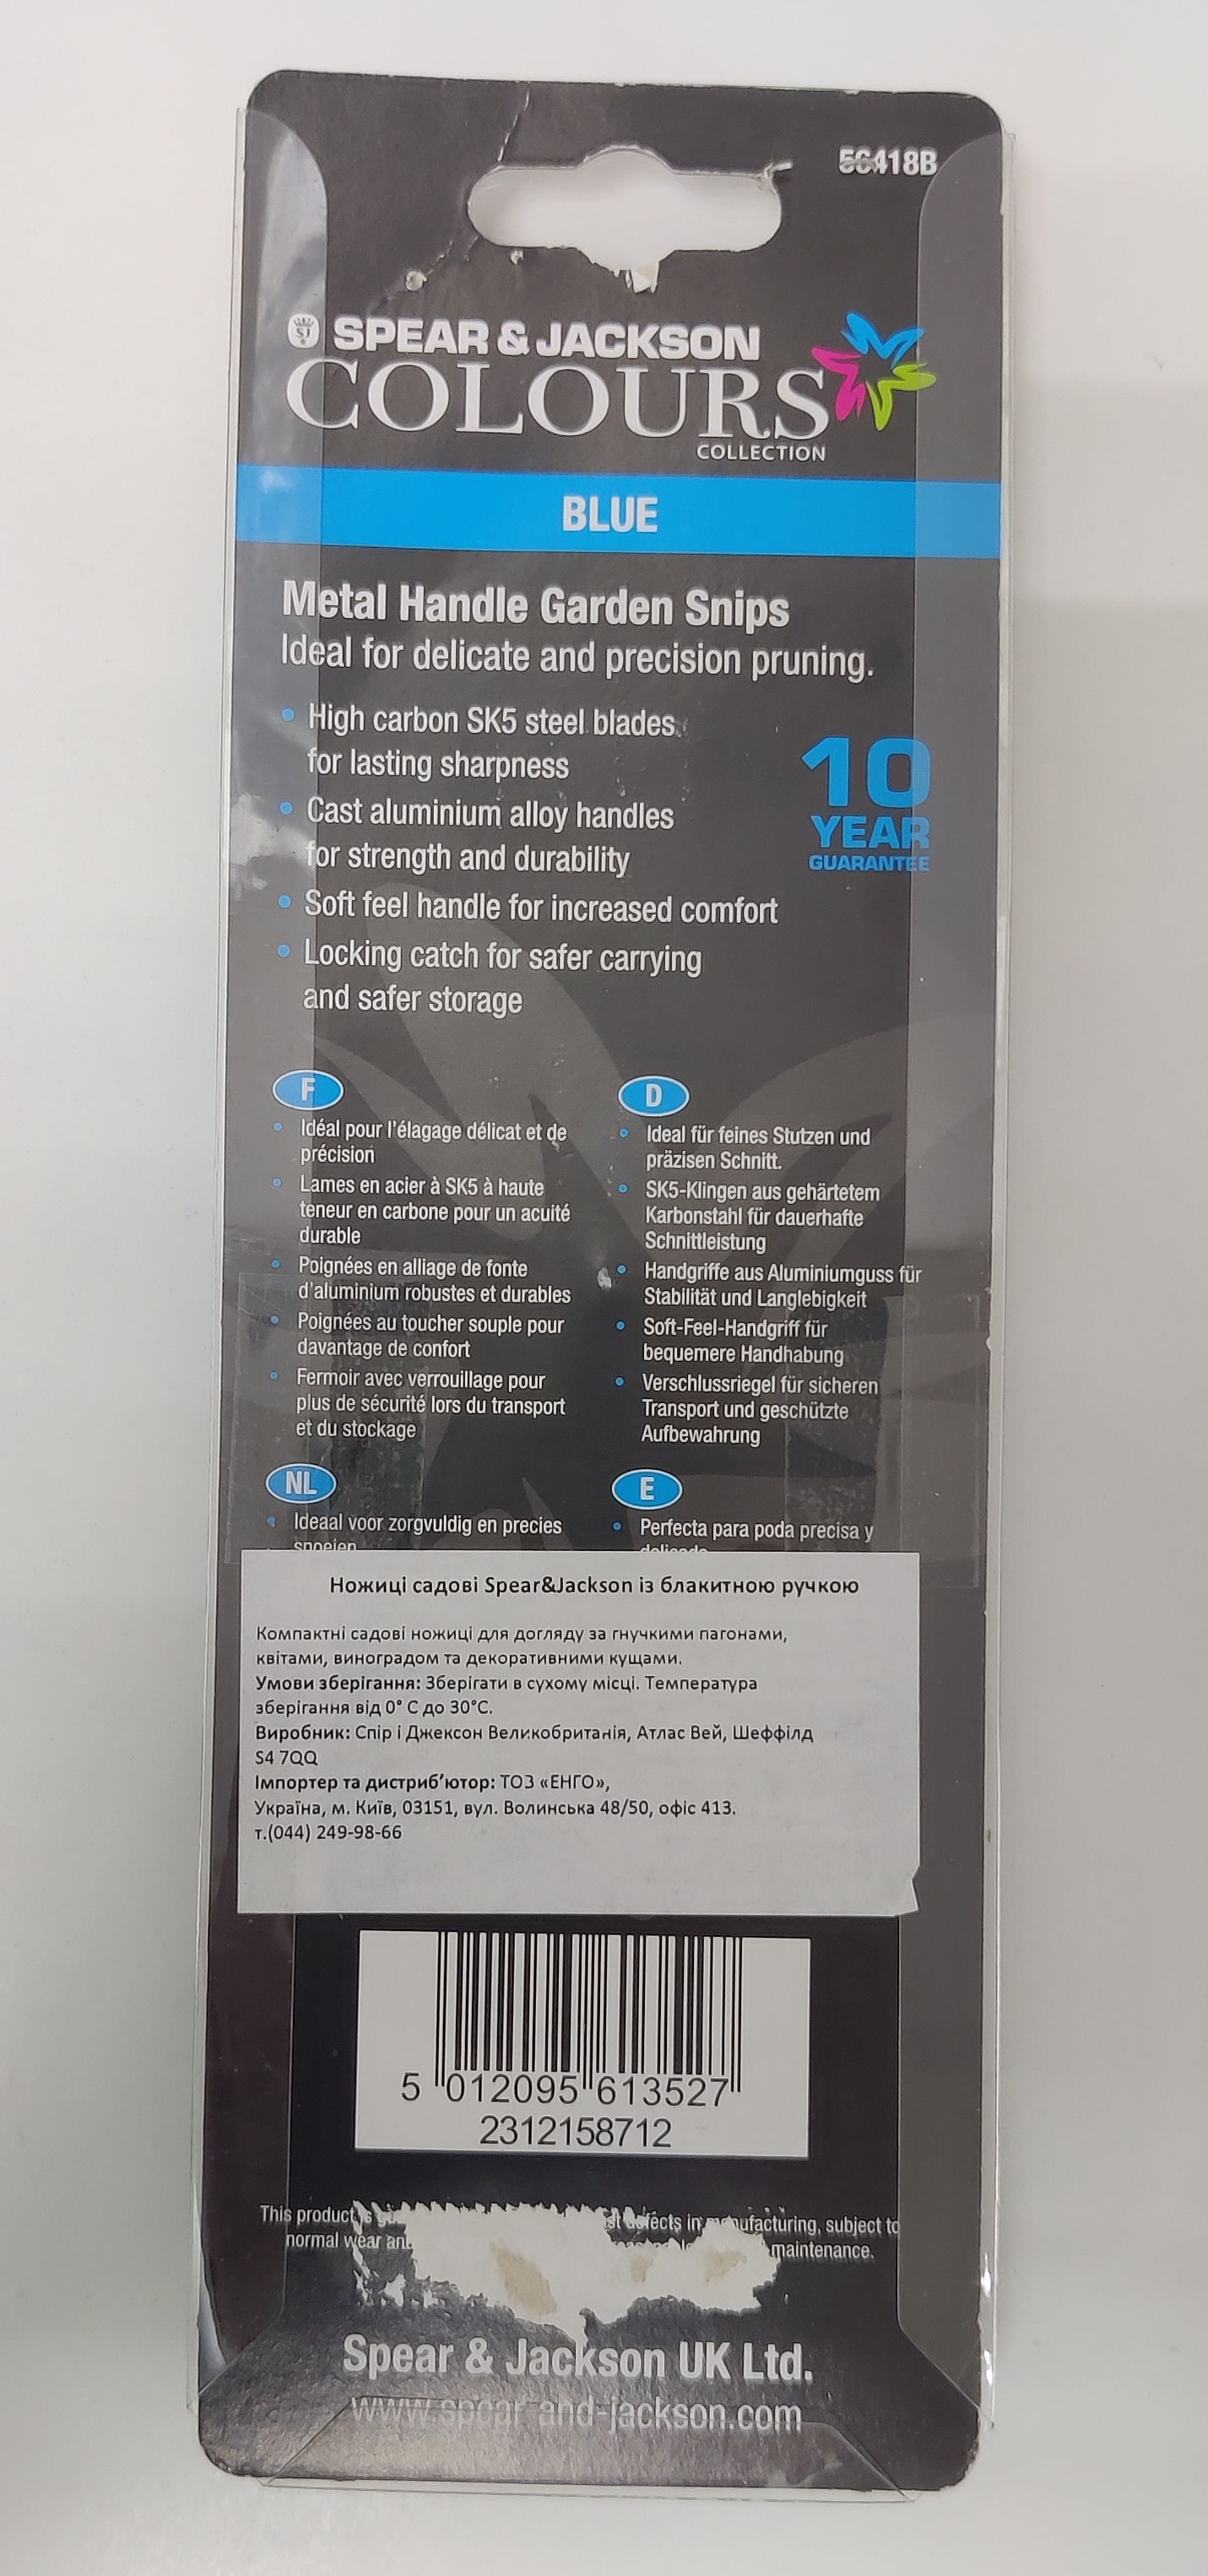 56418B
SJ
SPEAR & JACKSON
COLOURS
COLLECTION
BLUE
Metal Handle Garden Snips
Ideal for delicate and precision pruning.
• High carbon SK5 steel blades
for lasting sharpness
• Cast aluminium alloy handles
for strength and durability
• Soft feel handle for increased comfort
• Locking catch for safer carrying
and safer storage
10
YEAR
GUARANTEE
F
• Idéal pour l'élagage délicat et de
précision
• Lames en acier à SK5 à haute
teneur en carbone pour un acuité
durable
• Poignées en alliage de fonte
d'aluminium robustes et durables
• Poignées au toucher souple pour
davantage de confort
• Fermoir avec verrouillage pour
plus de sécurité lors du transport
et du stockage
D
• Ideal für feines Stutzen und
präzisen Schnitt.
• SK5-Klingen aus gehärtetem
Karbonstahl für dauerhafte
Schnittleistung
• Handgriffe aus Aluminiumguss für
Stabilität und Langlebigkeit
• Soft-Feel-Handgriff für
bequemere Handhabung
• Verschlussriegel für sicheren
Transport und geschützte
Aufbewahrung
NL
• Ideaal voor zorgvuldig en precies
snoeien
E
• Perfecta para poda precisa y
Ножиці садові Spear&Jackson із блакитною ручкою
Компактні садові ножиці для догляду за гнучкими пагонами,
квітами, виноградом та декоративними кущами.
Умови зберігання: Зберігати в сухому місці. Температура
зберігання від 0° С до 30°С.
Виробник: Спір і Джексон Великобританія, Атлас Вей, Шеффілд
S4 7QQ
Імпортер та дистриб'ютор: ТОЗ «ЕНГО»,
Україна, м. Київ, 03151, вул. Волинська 48/50, офіс 413.
т.(044) 249-98-66
5 012095 613527
2312158712
This product is defects in manufacturing, subject to
normal wear and maintenance.
Spear & Jackson UK Ltd.
www.spear-and-jackson.com